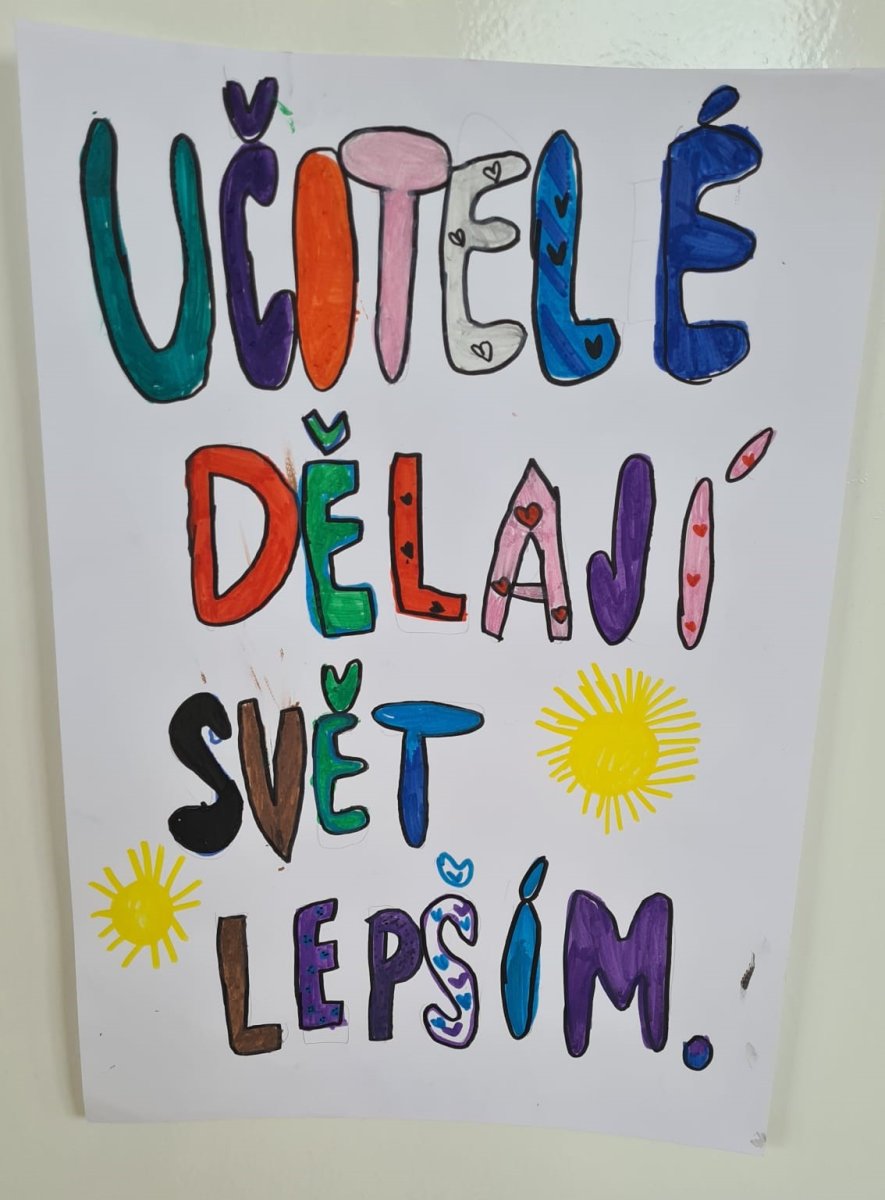 UČITELÉ
DĚLAJÍ
SVĚT
LEPŠÍM.